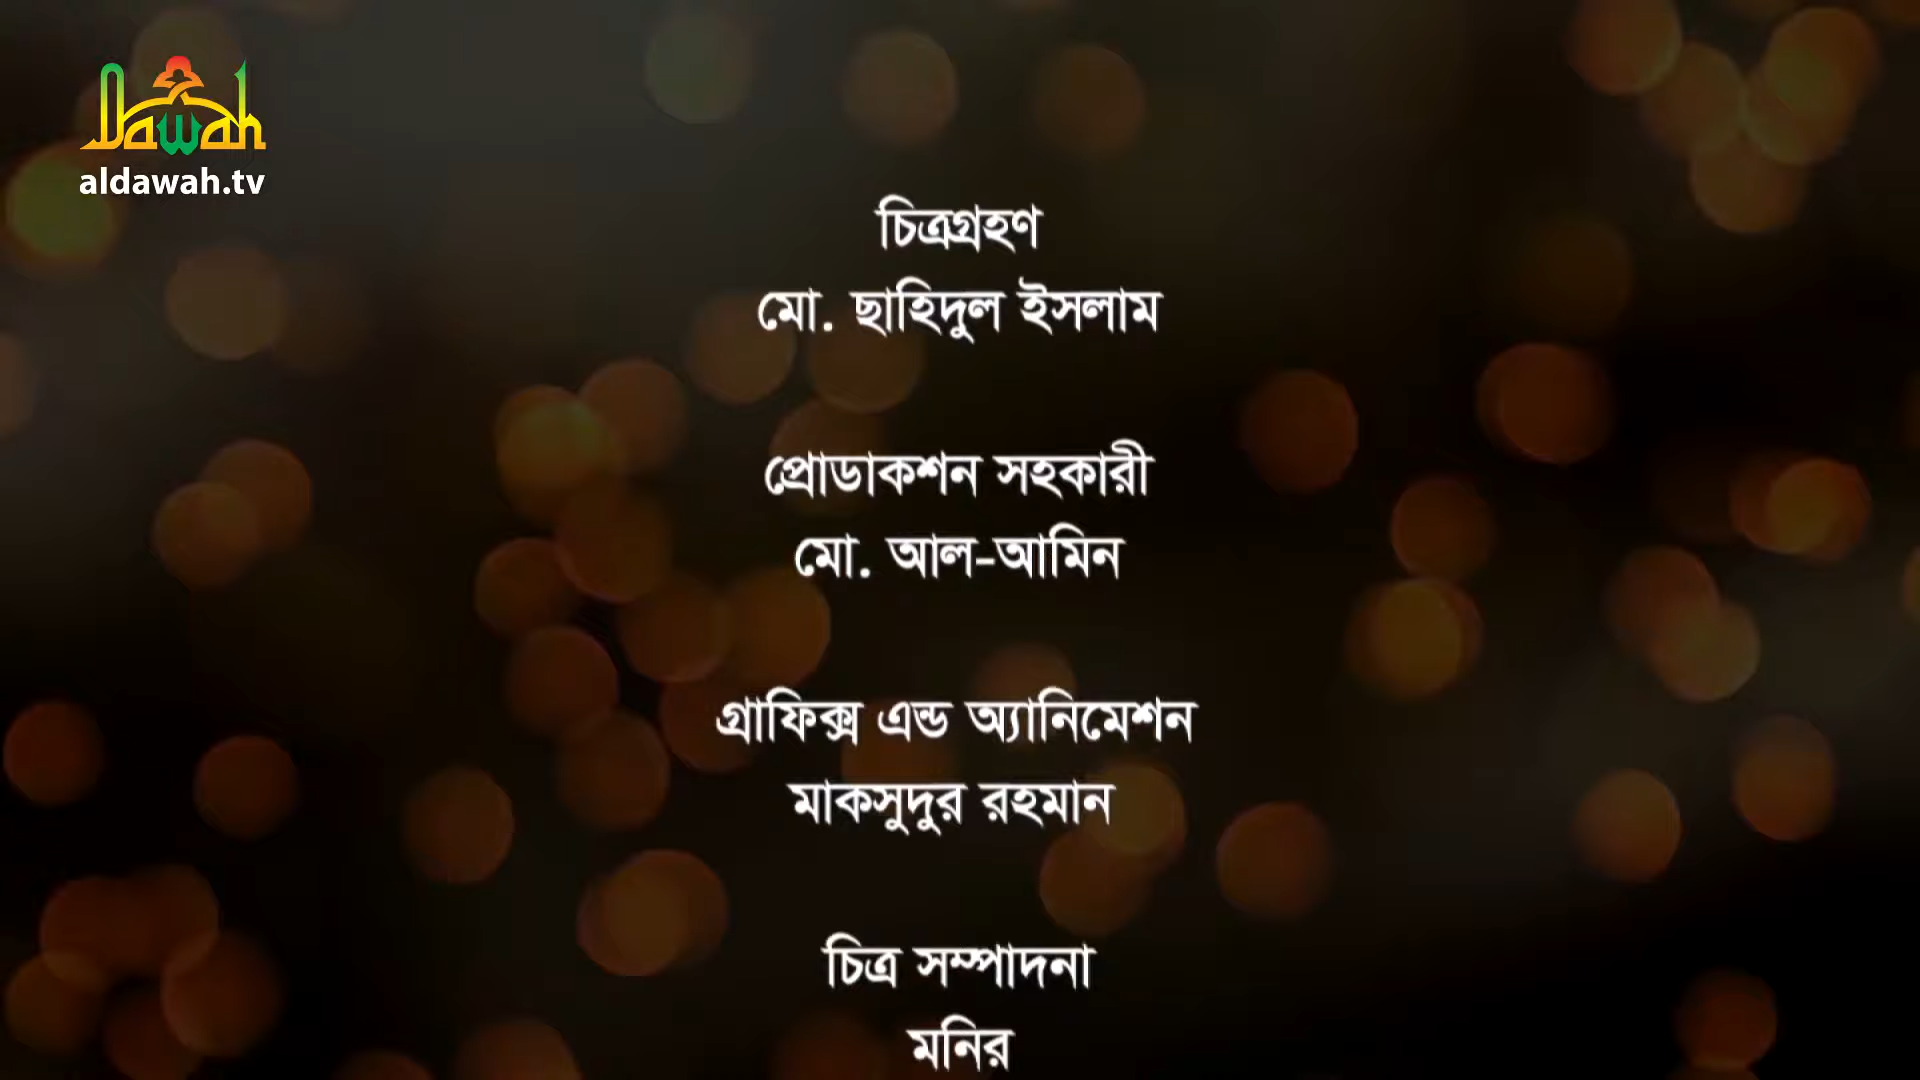 Dawah
aldawah.tv
চিত্রগ্রহণ
মো. ছাহিদুল ইসলাম
প্রোডাকশন সহকারী
মো. আল-আমিন
গ্রাফিক্স এন্ড অ্যানিমেশন
মাকসুদুর রহমান
চিত্র সম্পাদনা
মনির